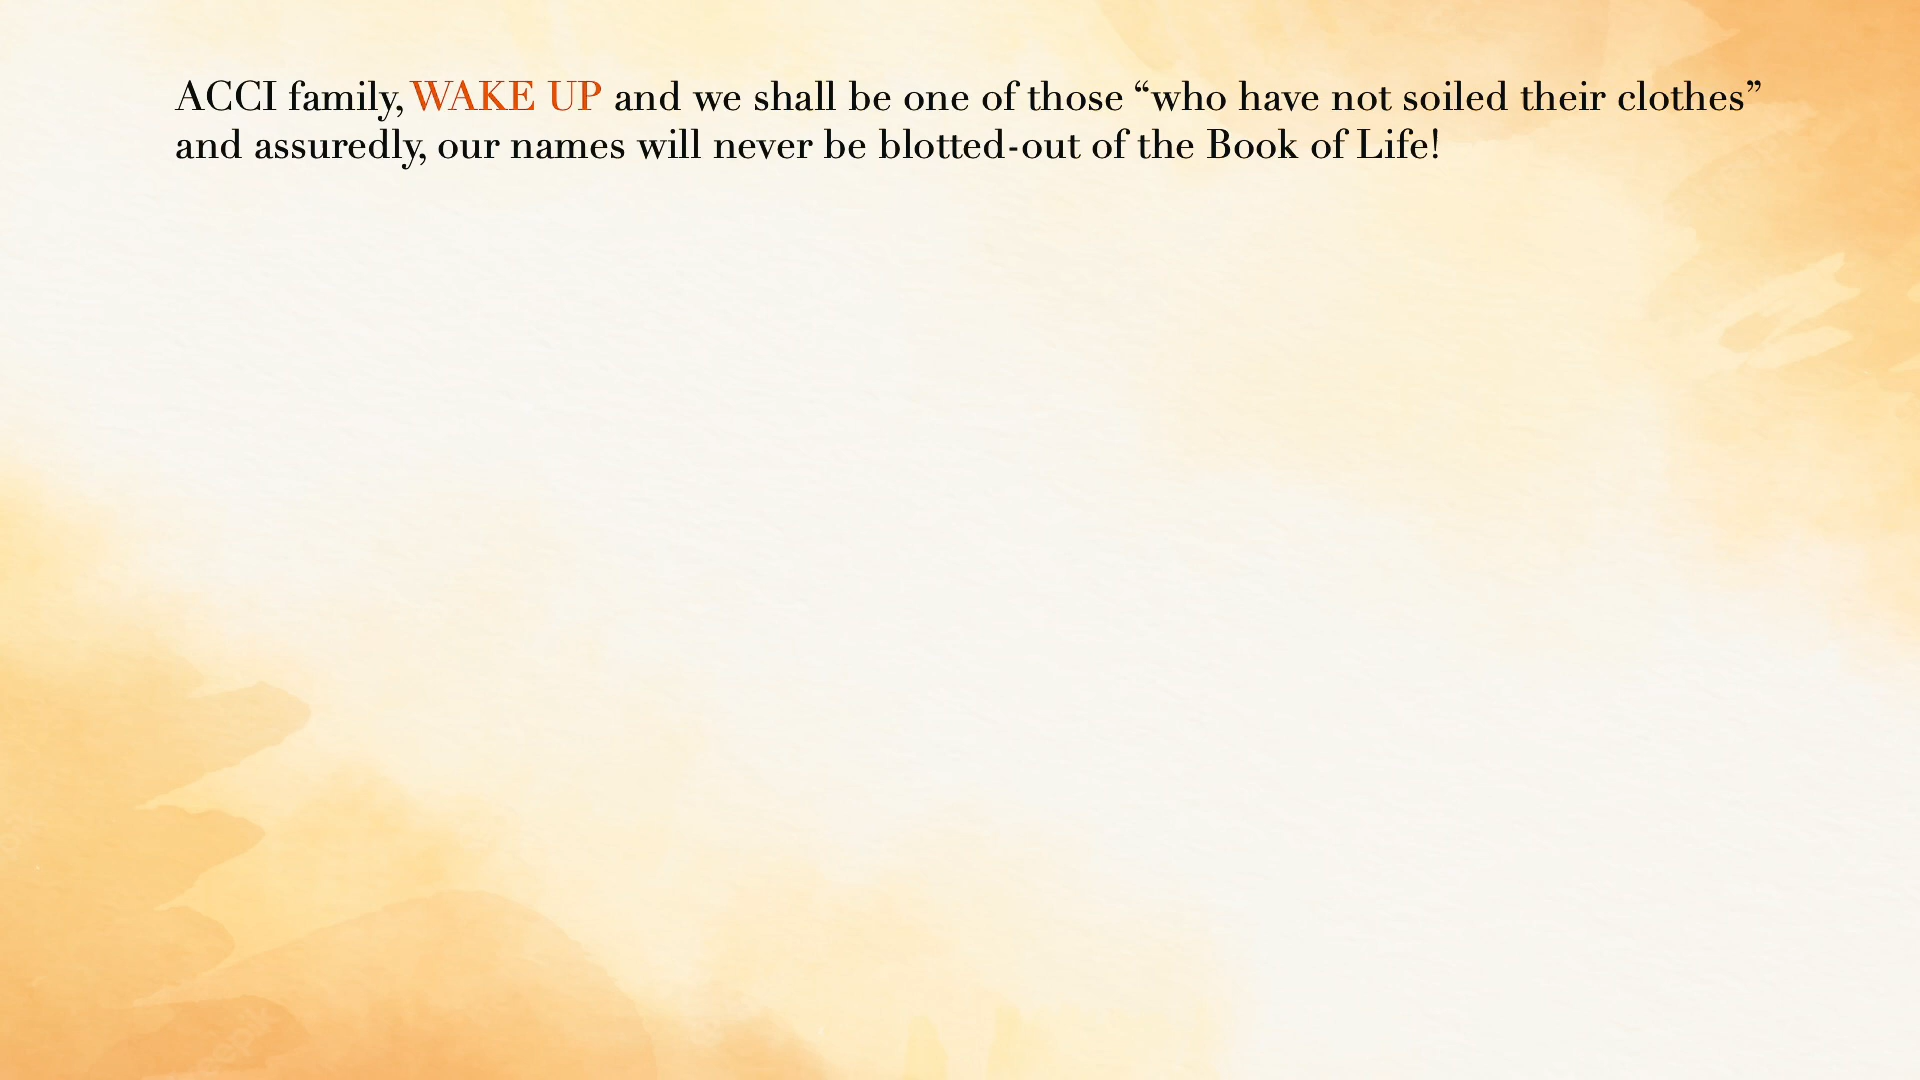 ACCI family, WAKE UP and we shall be one of those “who have not soiled their clothes”
and assuredly, our names will never be blotted-out of the Book of Life!